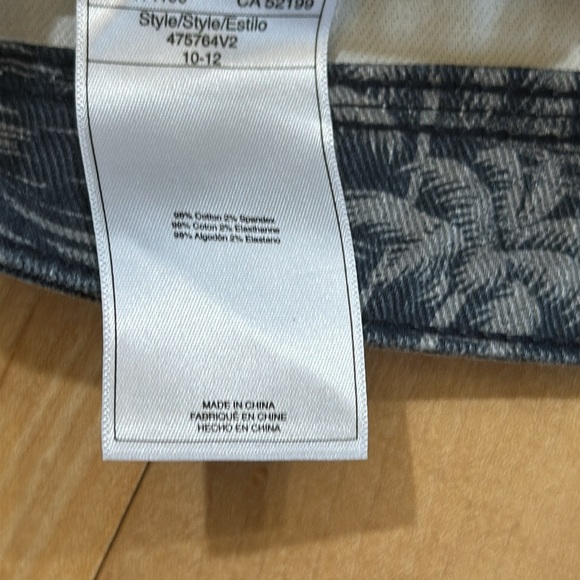 CA 52199
Style/Style/Estilo
475764V2
10-12
98% Cotton 2% Spandex
98% Coton 2% Elasthanne
98% Algodón 2% Elastano
MADE IN CHINA
FABRIQUÉ EN CHINE
HECHO EN CHINA